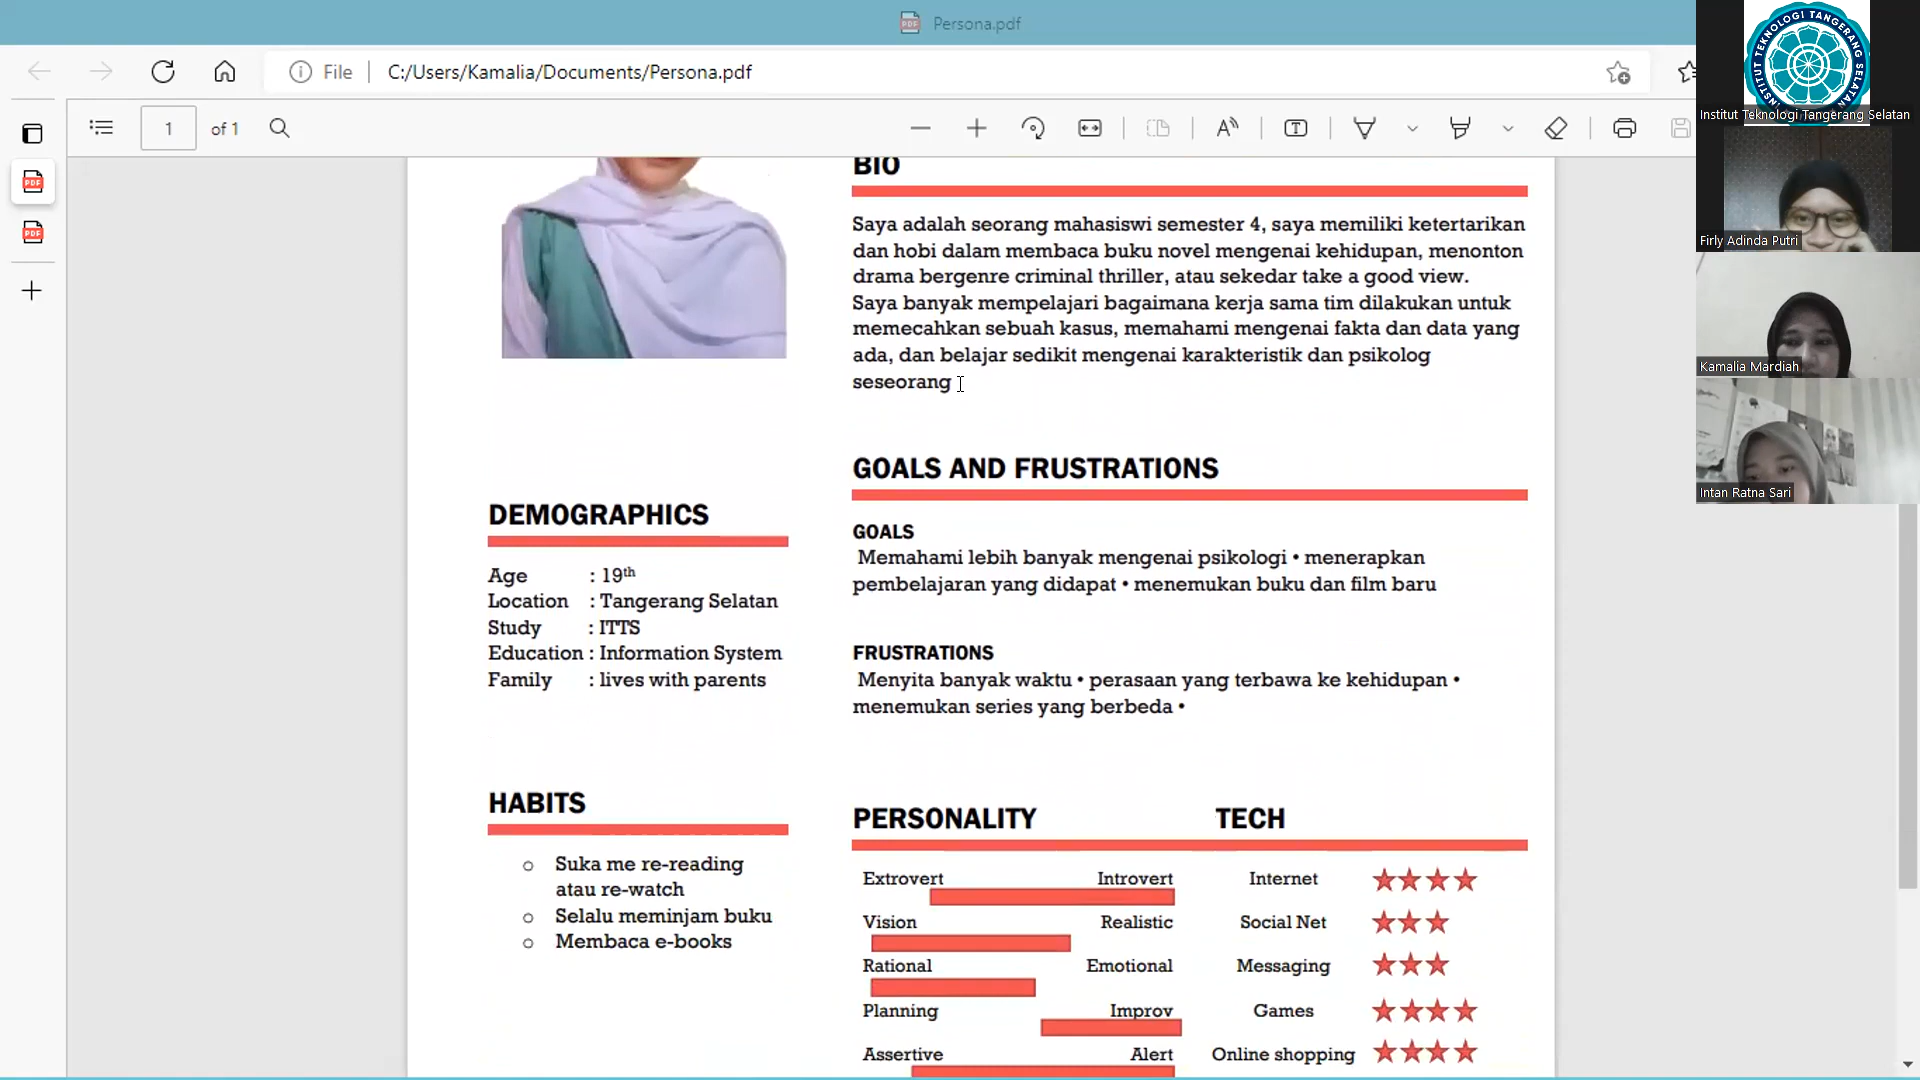 Persona.pdf
File
C:/Users/Kamalia/Documents/Persona.pdf
1
of 1
BIO
Saya adalah seorang mahasiswi semester 4, saya memiliki ketertarikan
dan hobi dalam membaca buku novel mengenai kehidupan, menonton
drama bergenre criminal thriller, atau sekedar take a good view.
Saya banyak mempelajari bagaimana kerja sama tim dilakukan untuk
memecahkan sebuah kasus, memahami mengenai fakta dan data yang
ada, dan belajar sedikit mengenai karakteristik dan psikolog
seseorang
GOALS AND FRUSTRATIONS
GOALS
Memahami lebih banyak mengenai psikologi • menerapkan
pembelajaran yang didapat • menemukan buku dan film baru
FRUSTRATIONS
Menyita banyak waktu • perasaan yang terbawa ke kehidupan •
menemukan series yang berbeda •
DEMOGRAPHICS
Age : 19th
Location : Tangerang Selatan
Study : ITTS
Education : Information System
Family : lives with parents
HABITS
Suka me re-reading
atau re-watch
Selalu meminjam buku
Membaca e-books
PERSONALITY
Extrovert Introvert
Vision Realistic
Rational Emotional
Planning Improv
Assertive Alert
TECH
Internet
Social Net
Messaging
Games
Online shopping
INSTITUT TEKNOLOGI TANGERANG SELATAN
Institut Teknologi Tangerang Selatan
Firly Adinda Putri
Kamalia Mardiah
Intan Ratna Sari
PDF
PDF
PDF